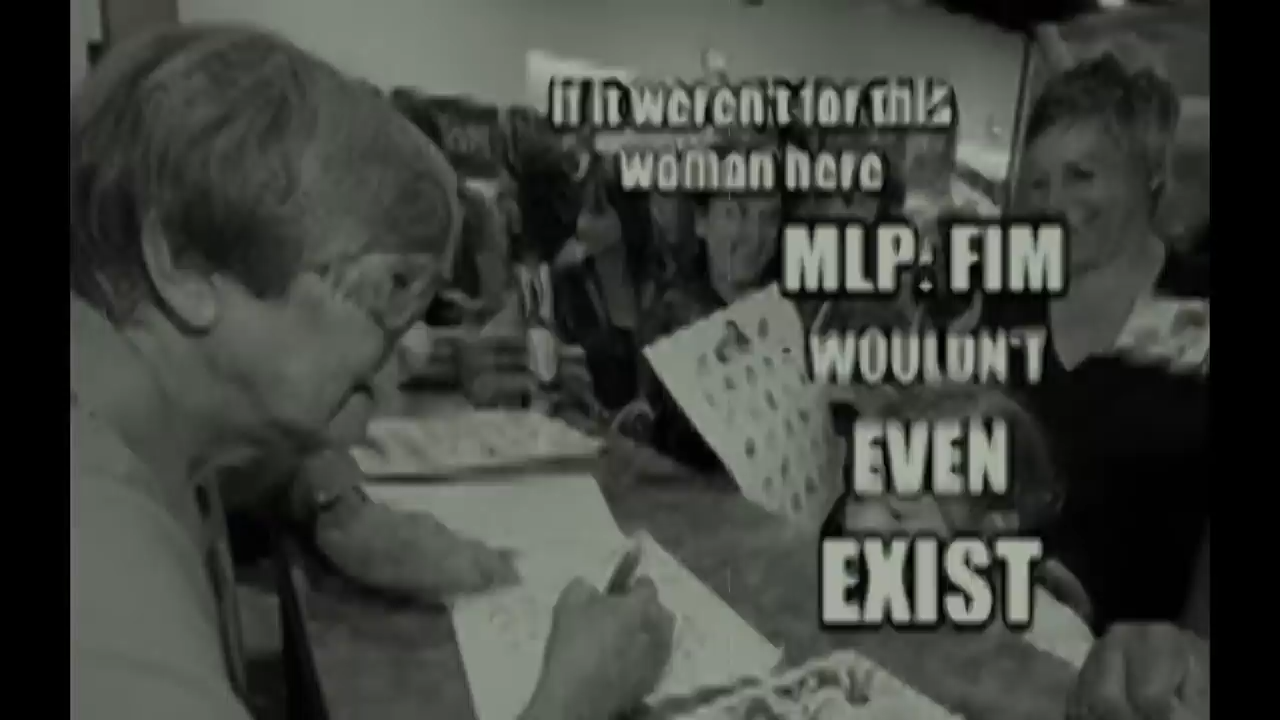 If it weren't for this
woman here
MLP: FIM
WOULDN'T
EVEN
EXIST